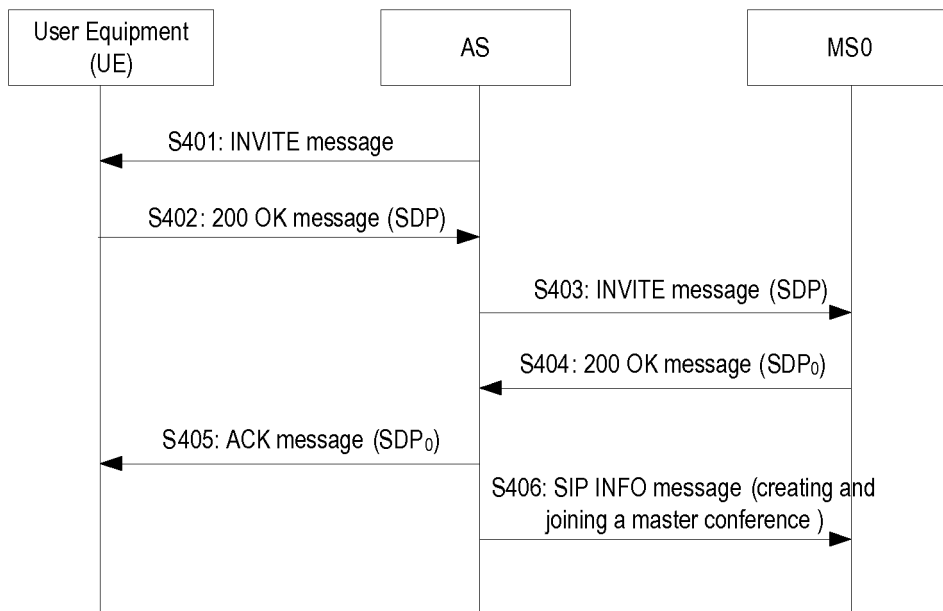 User Equipment
(UE)
AS
MS0
S401: INVITE message
S402: 200 OK message (SDP)
S403: INVITE message (SDP)
S404: 200 OK message (SDP₀)
S405: ACK message (SDP₀)
S406: SIP INFO message (creating and
joining a master conference )